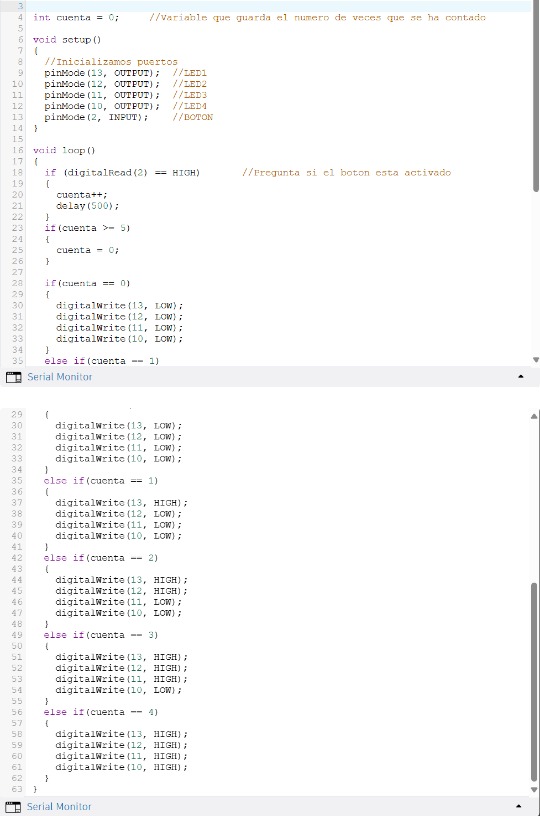 3
4 int cuenta = 0; //Variable que guarda el numero de veces que se ha contado
5
6 void setup()
7 {
8 //Inicializamos puertos
9 pinMode(13, OUTPUT); //LED1
10 pinMode(12, OUTPUT); //LED2
11 pinMode(11, OUTPUT); //LED3
12 pinMode(10, OUTPUT); //LED4
13 pinMode(2, INPUT); //BOTON
14 }
15
16 void loop()
17 {
18 if (digitalRead(2) == HIGH) //Pregunta si el boton esta activado
19 {
20 cuenta++;
21 delay(500);
22 }
23 if(cuenta >= 5)
24 {
25 cuenta = 0;
26 }
27
28 if(cuenta == 0)
29 {
30 digitalWrite(13, LOW);
31 digitalWrite(12, LOW);
32 digitalWrite(11, LOW);
33 digitalWrite(10, LOW);
34 }
35 else if(cuenta == 1)
Serial Monitor
29 {
30 digitalWrite(13, LOW);
31 digitalWrite(12, LOW);
32 digitalWrite(11, LOW);
33 digitalWrite(10, LOW);
34 }
35 else if(cuenta == 1)
36 {
37 digitalWrite(13, HIGH);
38 digitalWrite(12, LOW);
39 digitalWrite(11, LOW);
40 digitalWrite(10, LOW);
41 }
42 else if(cuenta == 2)
43 {
44 digitalWrite(13, HIGH);
45 digitalWrite(12, HIGH);
46 digitalWrite(11, LOW);
47 digitalWrite(10, LOW);
48 }
49 else if(cuenta == 3)
50 {
51 digitalWrite(13, HIGH);
52 digitalWrite(12, HIGH);
53 digitalWrite(11, HIGH);
54 digitalWrite(10, LOW);
55 }
56 else if(cuenta == 4)
57 {
58 digitalWrite(13, HIGH);
59 digitalWrite(12, HIGH);
60 digitalWrite(11, HIGH);
61 digitalWrite(10, HIGH);
62 }
63 }
Serial Monitor